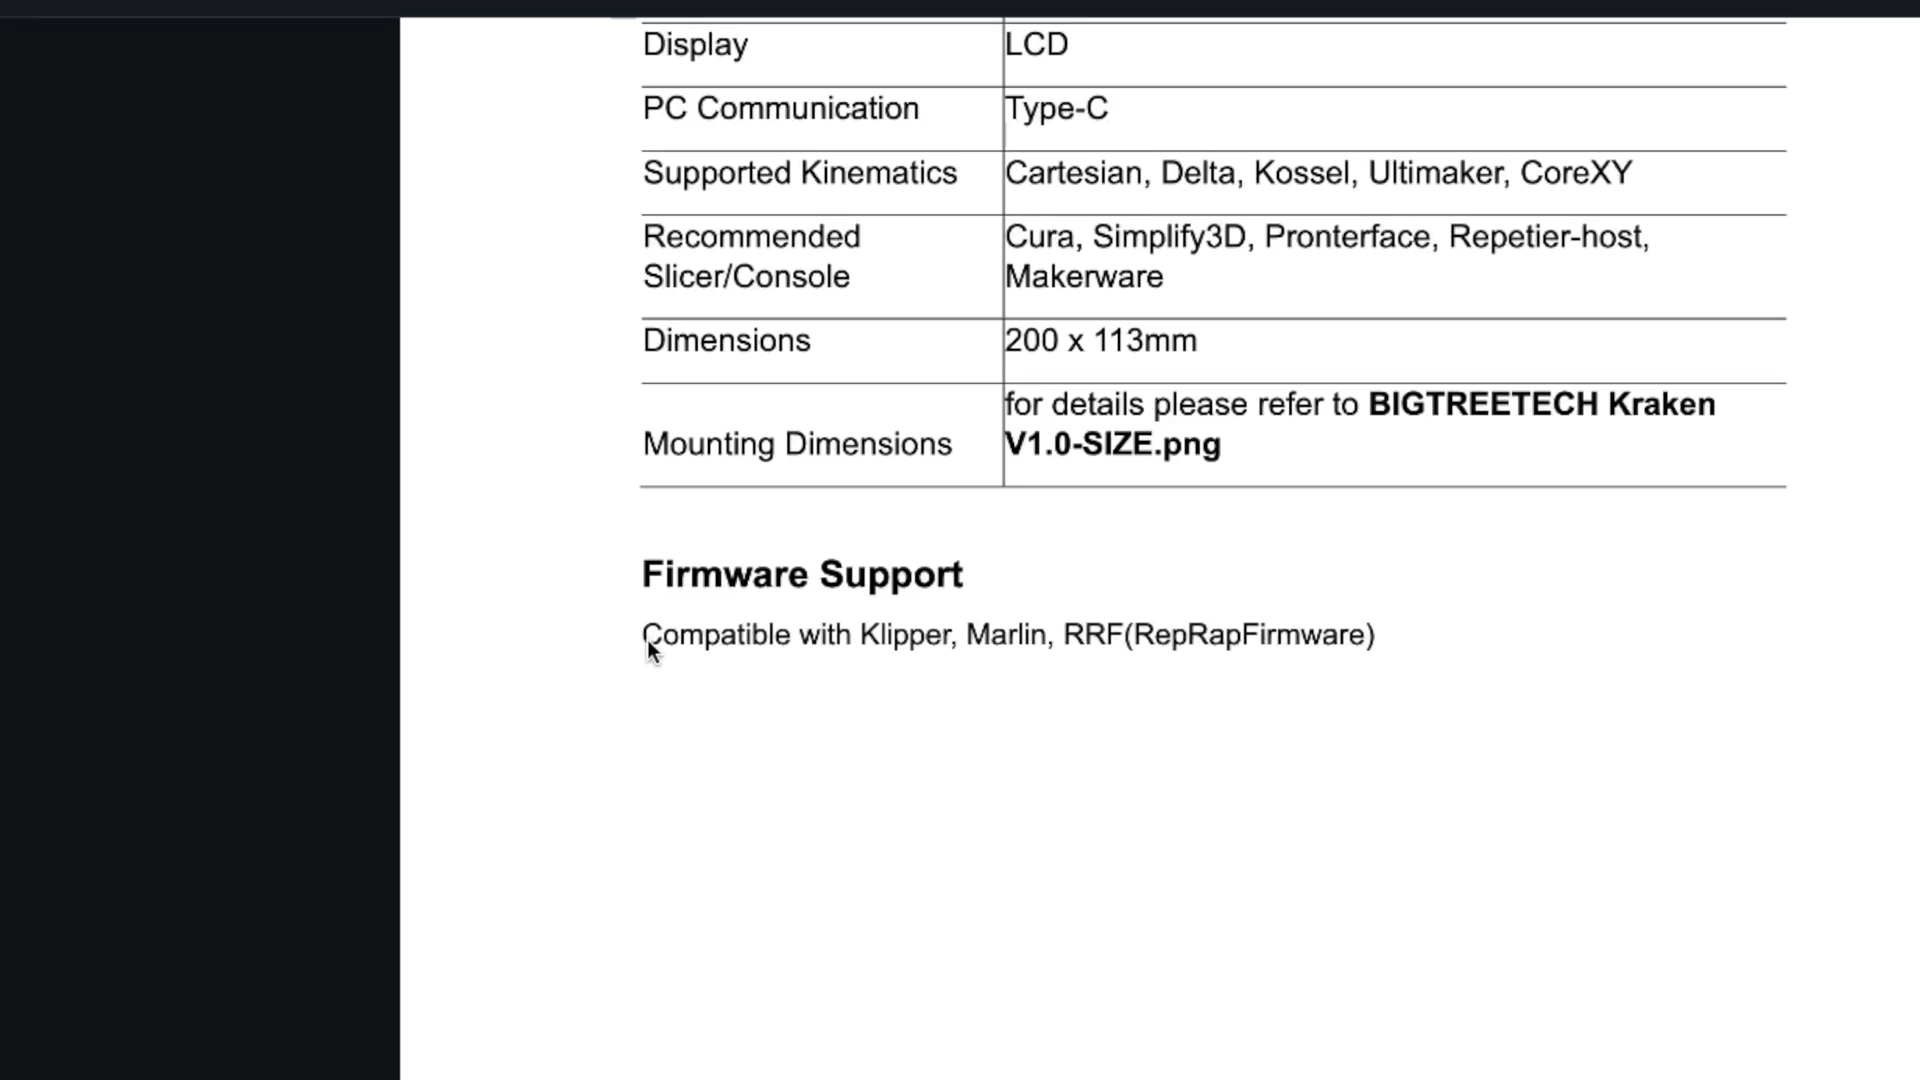 Display LCD
PC Communication Type-C
Supported Kinematics Cartesian, Delta, Kossel, Ultimaker, CoreXY
Recommended Cura, Simplify3D, Pronterface, Repetier-host,
Slicer/Console Makerware
Dimensions 200 x 113mm
for details please refer to BIGTREETECH Kraken
Mounting Dimensions V1.0-SIZE.png
Firmware Support
Compatible with Klipper, Marlin, RRF(RepRapFirmware)